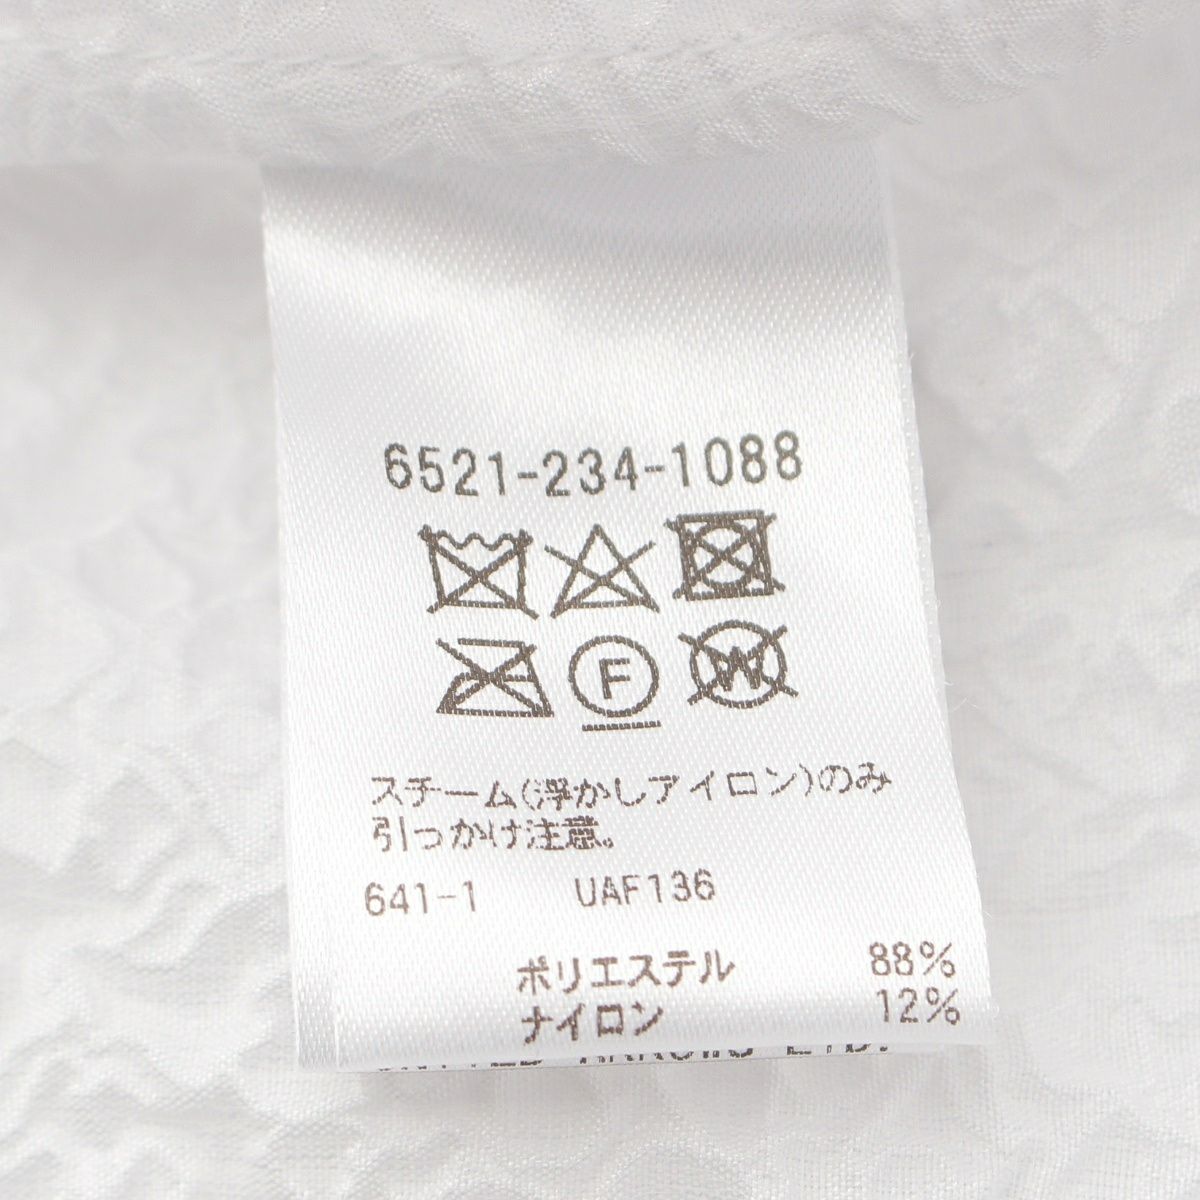 6521-234-1088
F
W
スチーム(浮かしアイロン)のみ
引っかけ注意。
641-1 UAF136
ポリエステル 88%
ナイロン 12%